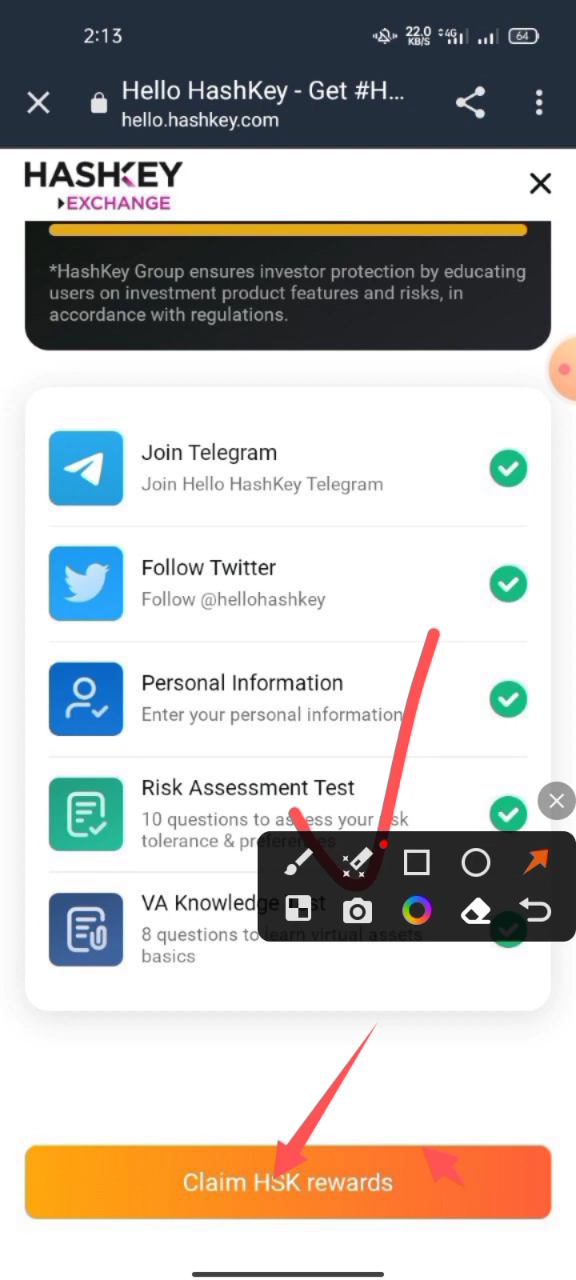 2:13
22.0
KB/S
4G
64
Hello HashKey - Get #H...
hello.hashkey.com
HASHKEY
EXCHANGE
*HashKey Group ensures investor protection by educating
users on investment product features and risks, in
accordance with regulations.
Join Telegram
Join Hello HashKey Telegram
Follow Twitter
Follow @hellohashkey
Personal Information
Enter your personal information
Risk Assessment Test
10 questions to assess your risk
tolerance & preferences
VA Knowledge Test
8 questions to learn virtual assets
basics
Claim HSK rewards